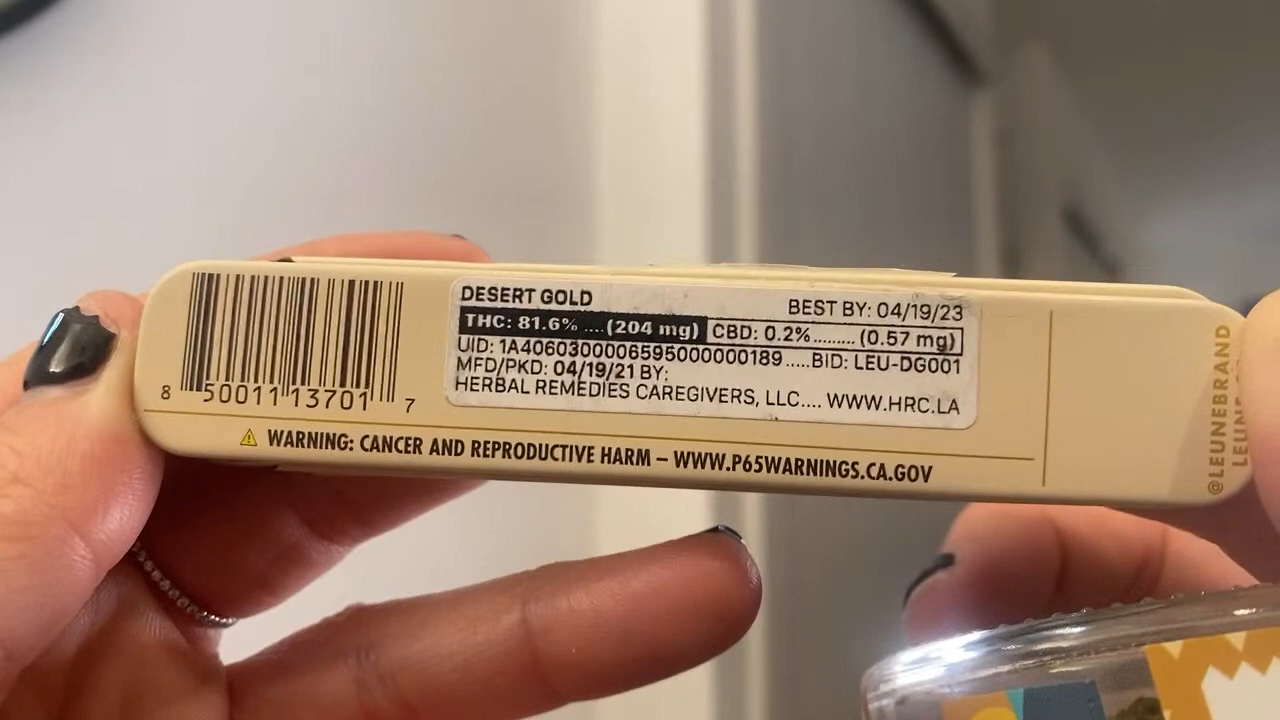 DESERT GOLD
BEST BY: 04/19/23
THC: 81.6% ....(204 mg) CBD: 0.2%......... (0.57 mg)
UID: 1A4060300006595000000189.....BID: LEU-DG001
MFD/PKD: 04/19/21 BY:
HERBAL REMEDIES CAREGIVERS, LLC.... WWW.HRC.LA
8 50011 13701 7
⚠ WARNING: CANCER AND REPRODUCTIVE HARM – WWW.P65WARNINGS.CA.GOV
@LEUNEBRAND